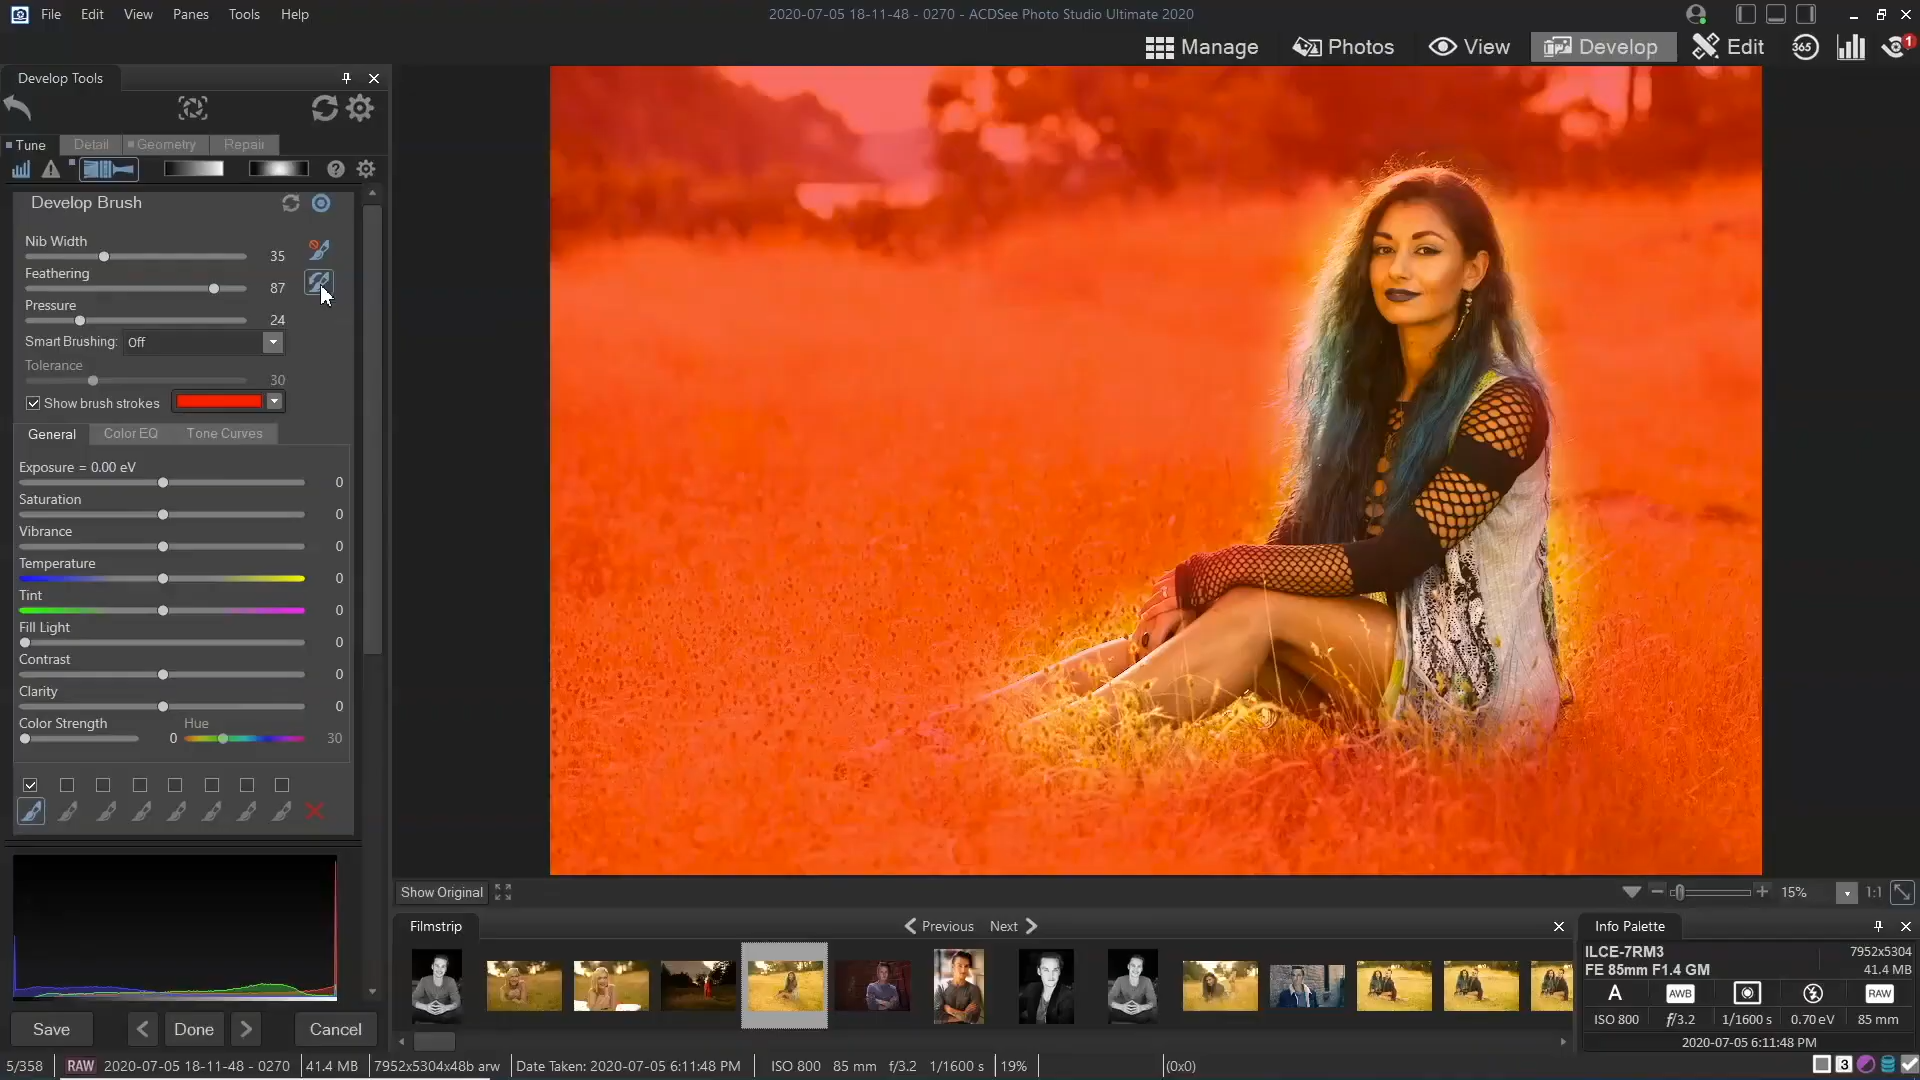 File Edit View Panes Tools Help
2020-07-05 18-11-48 - 0270 - ACDSee Photo Studio Ultimate 2020
Manage Photos View Develop Edit 365 1
Develop Tools
Tune Detail Geometry Repair
Develop Brush
Nib Width
35
Feathering
87
Pressure
24
Smart Brushing: Off
Tolerance
30
Show brush strokes
General Color EQ Tone Curves
Exposure = 0.00 eV
0
Saturation
0
Vibrance
0
Temperature
0
Tint
0
Fill Light
0
Contrast
0
Clarity
0
Color Strength Hue
0 30
Save Done Cancel
Show Original
15% 1:1
Filmstrip Previous Next
Info Palette
ILCE-7RM3 7952x5304
FE 85mm F1.4 GM 41.4 MB
A AWB RAW
ISO 800 f/3.2 1/1600 s 0.70 eV 85 mm
2020-07-05 6:11:48 PM
5/358 RAW 2020-07-05 18-11-48 - 0270 41.4 MB 7952x5304x48b arw Date Taken: 2020-07-05 6:11:48 PM ISO 800 85 mm f/3.2 1/1600 s 19% (0x0) 3